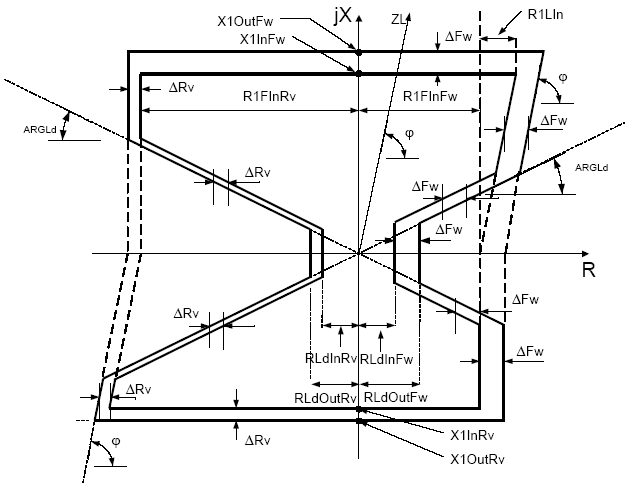 X1OutFw
jX
ZL
R1LIn
X1InFw
ΔFw
ΔRv
R1FInRv
R1FInFw
φ
φ
ΔFw
ARGLd
ΔRv
ΔFw
ARGLd
ΔFw
R
ΔRv
ΔFw
RLdInRv
RLdInFw
ΔFw
RLdOutRv
RLdOutFw
ΔRv
φ
ΔRv
X1InRv
X1OutRv